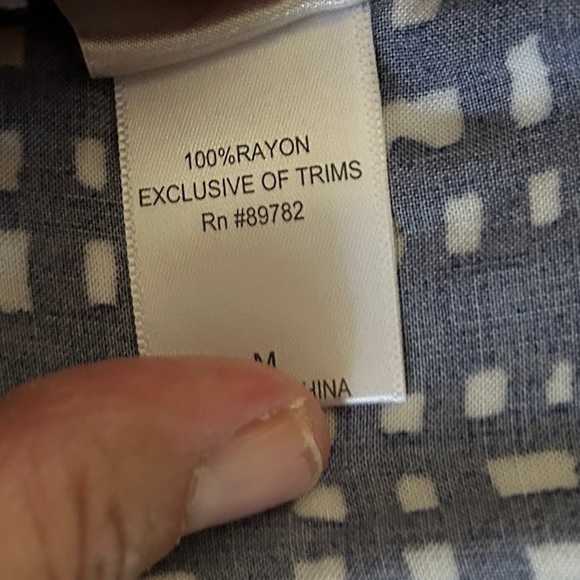 100%RAYON
EXCLUSIVE OF TRIMS
Rn #89782
M